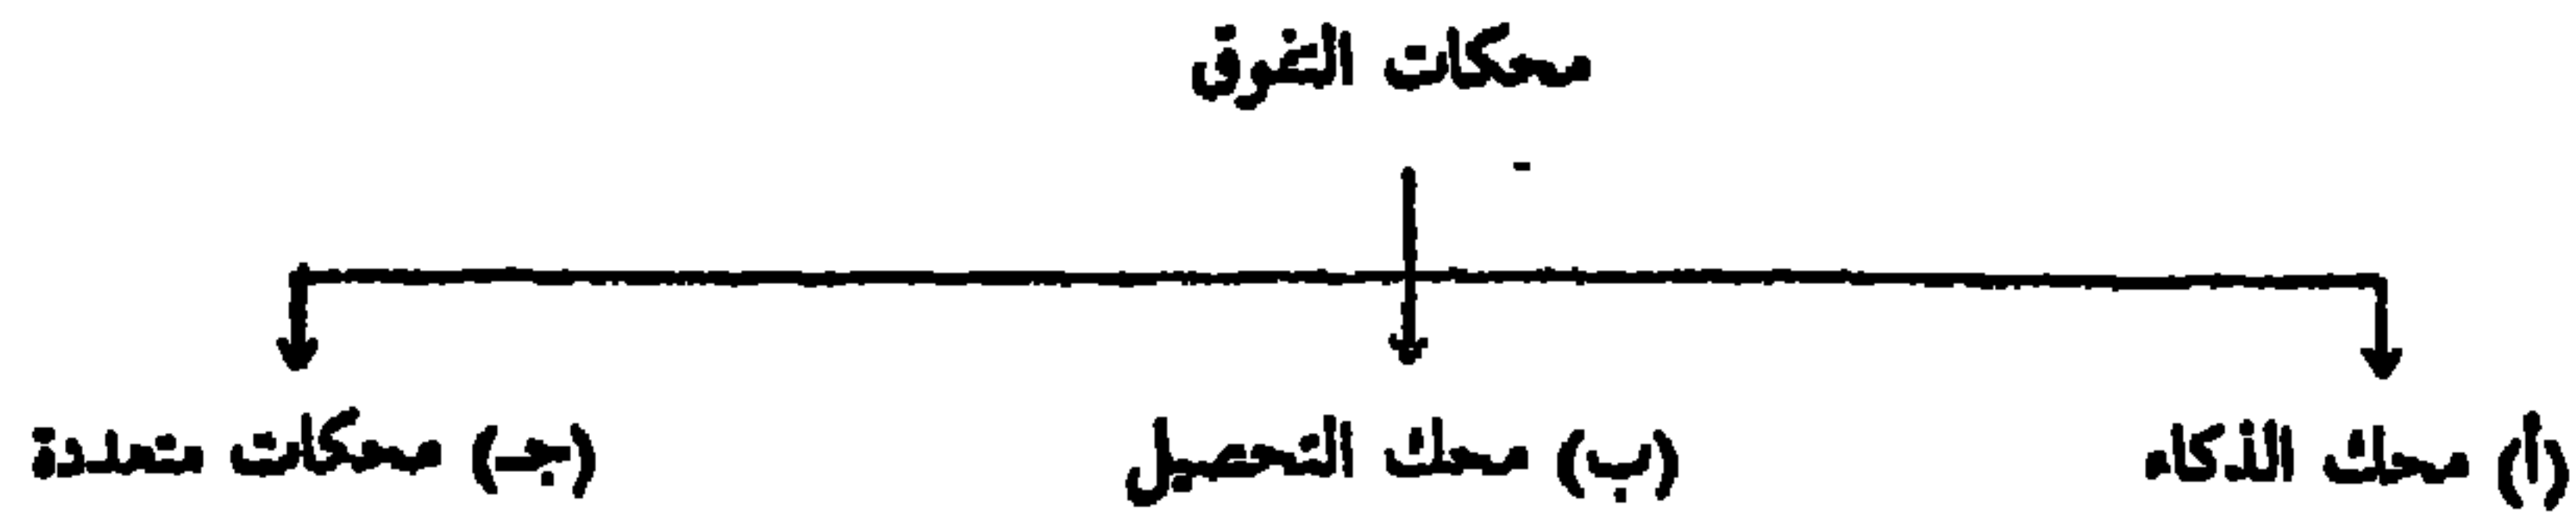 محكات التفوق
(أ) محك الذكاء (ب) محك التحصيل (جـ) محكات متعددة